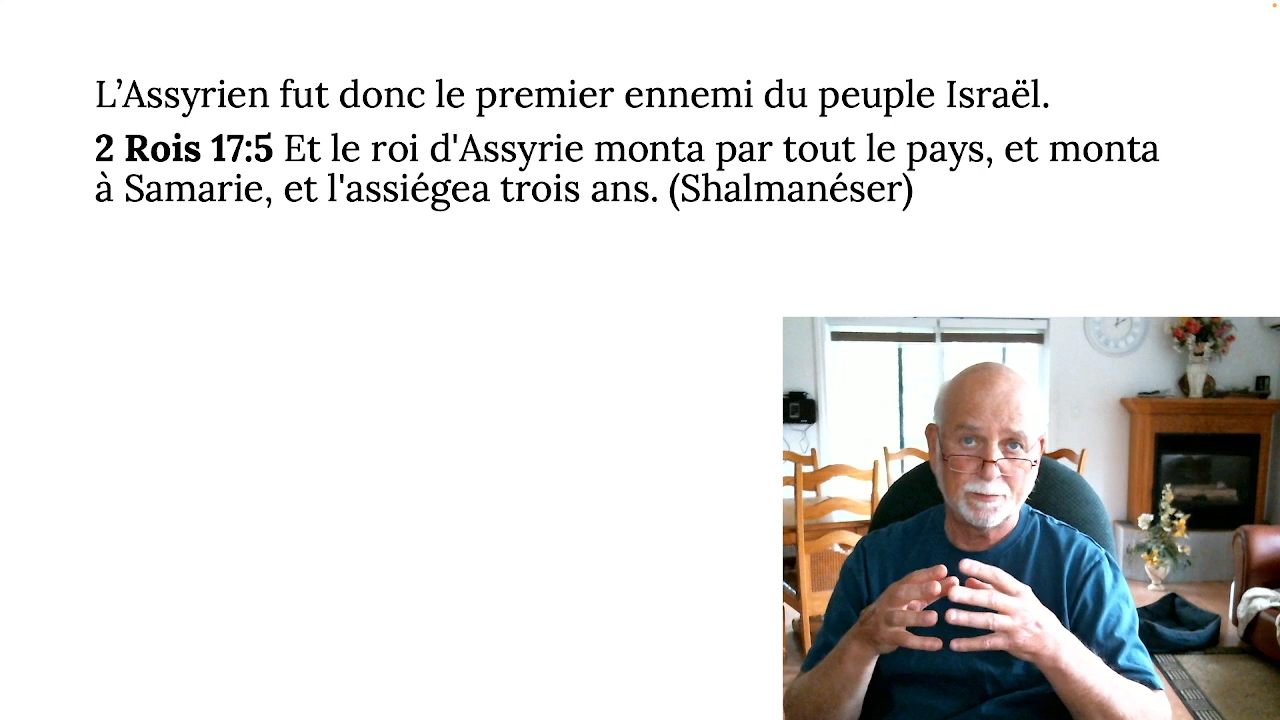 L’Assyrien fut donc le premier ennemi du peuple Israël.
2 Rois 17:5 Et le roi d'Assyrie monta par tout le pays, et monta
à Samarie, et l'assiégea trois ans. (Shalmanéser)